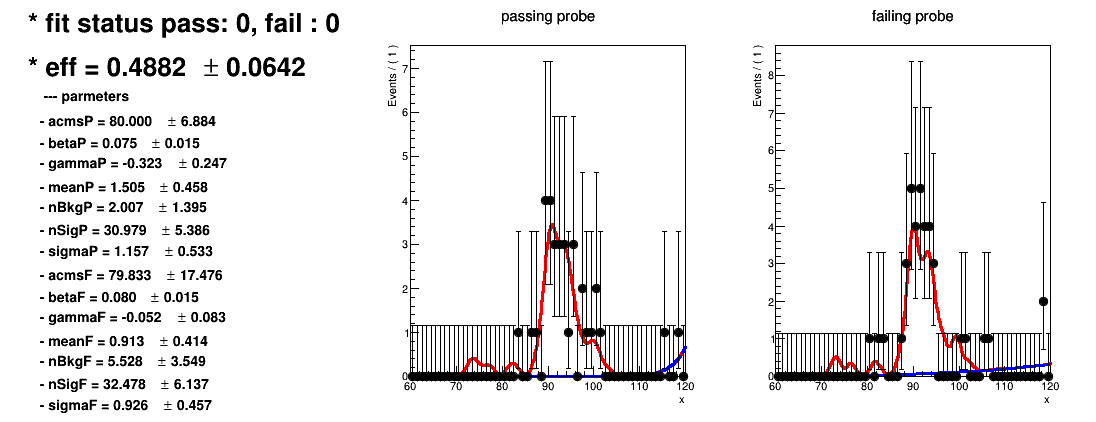 * fit status pass: 0, fail : 0
* eff = 0.4882 ± 0.0642
--- parmeters
- acmsP = 80.000 ± 6.884
- betaP = 0.075 ± 0.015
- gammaP = -0.323 ± 0.247
- meanP = 1.505 ± 0.458
- nBkgP = 2.007 ± 1.395
- nSigP = 30.979 ± 5.386
- sigmaP = 1.157 ± 0.533
- acmsF = 79.833 ± 17.476
- betaF = 0.080 ± 0.015
- gammaF = -0.052 ± 0.083
- meanF = 0.913 ± 0.414
- nBkgF = 5.528 ± 3.549
- nSigF = 32.478 ± 6.137
- sigmaF = 0.926 ± 0.457
passing probe
Events / ( 1 )
7
6
5
4
3
2
1
0
60 70 80 90 100 110 120
x
failing probe
Events / ( 1 )
8
7
6
5
4
3
2
1
0
60 70 80 90 100 110 120
x